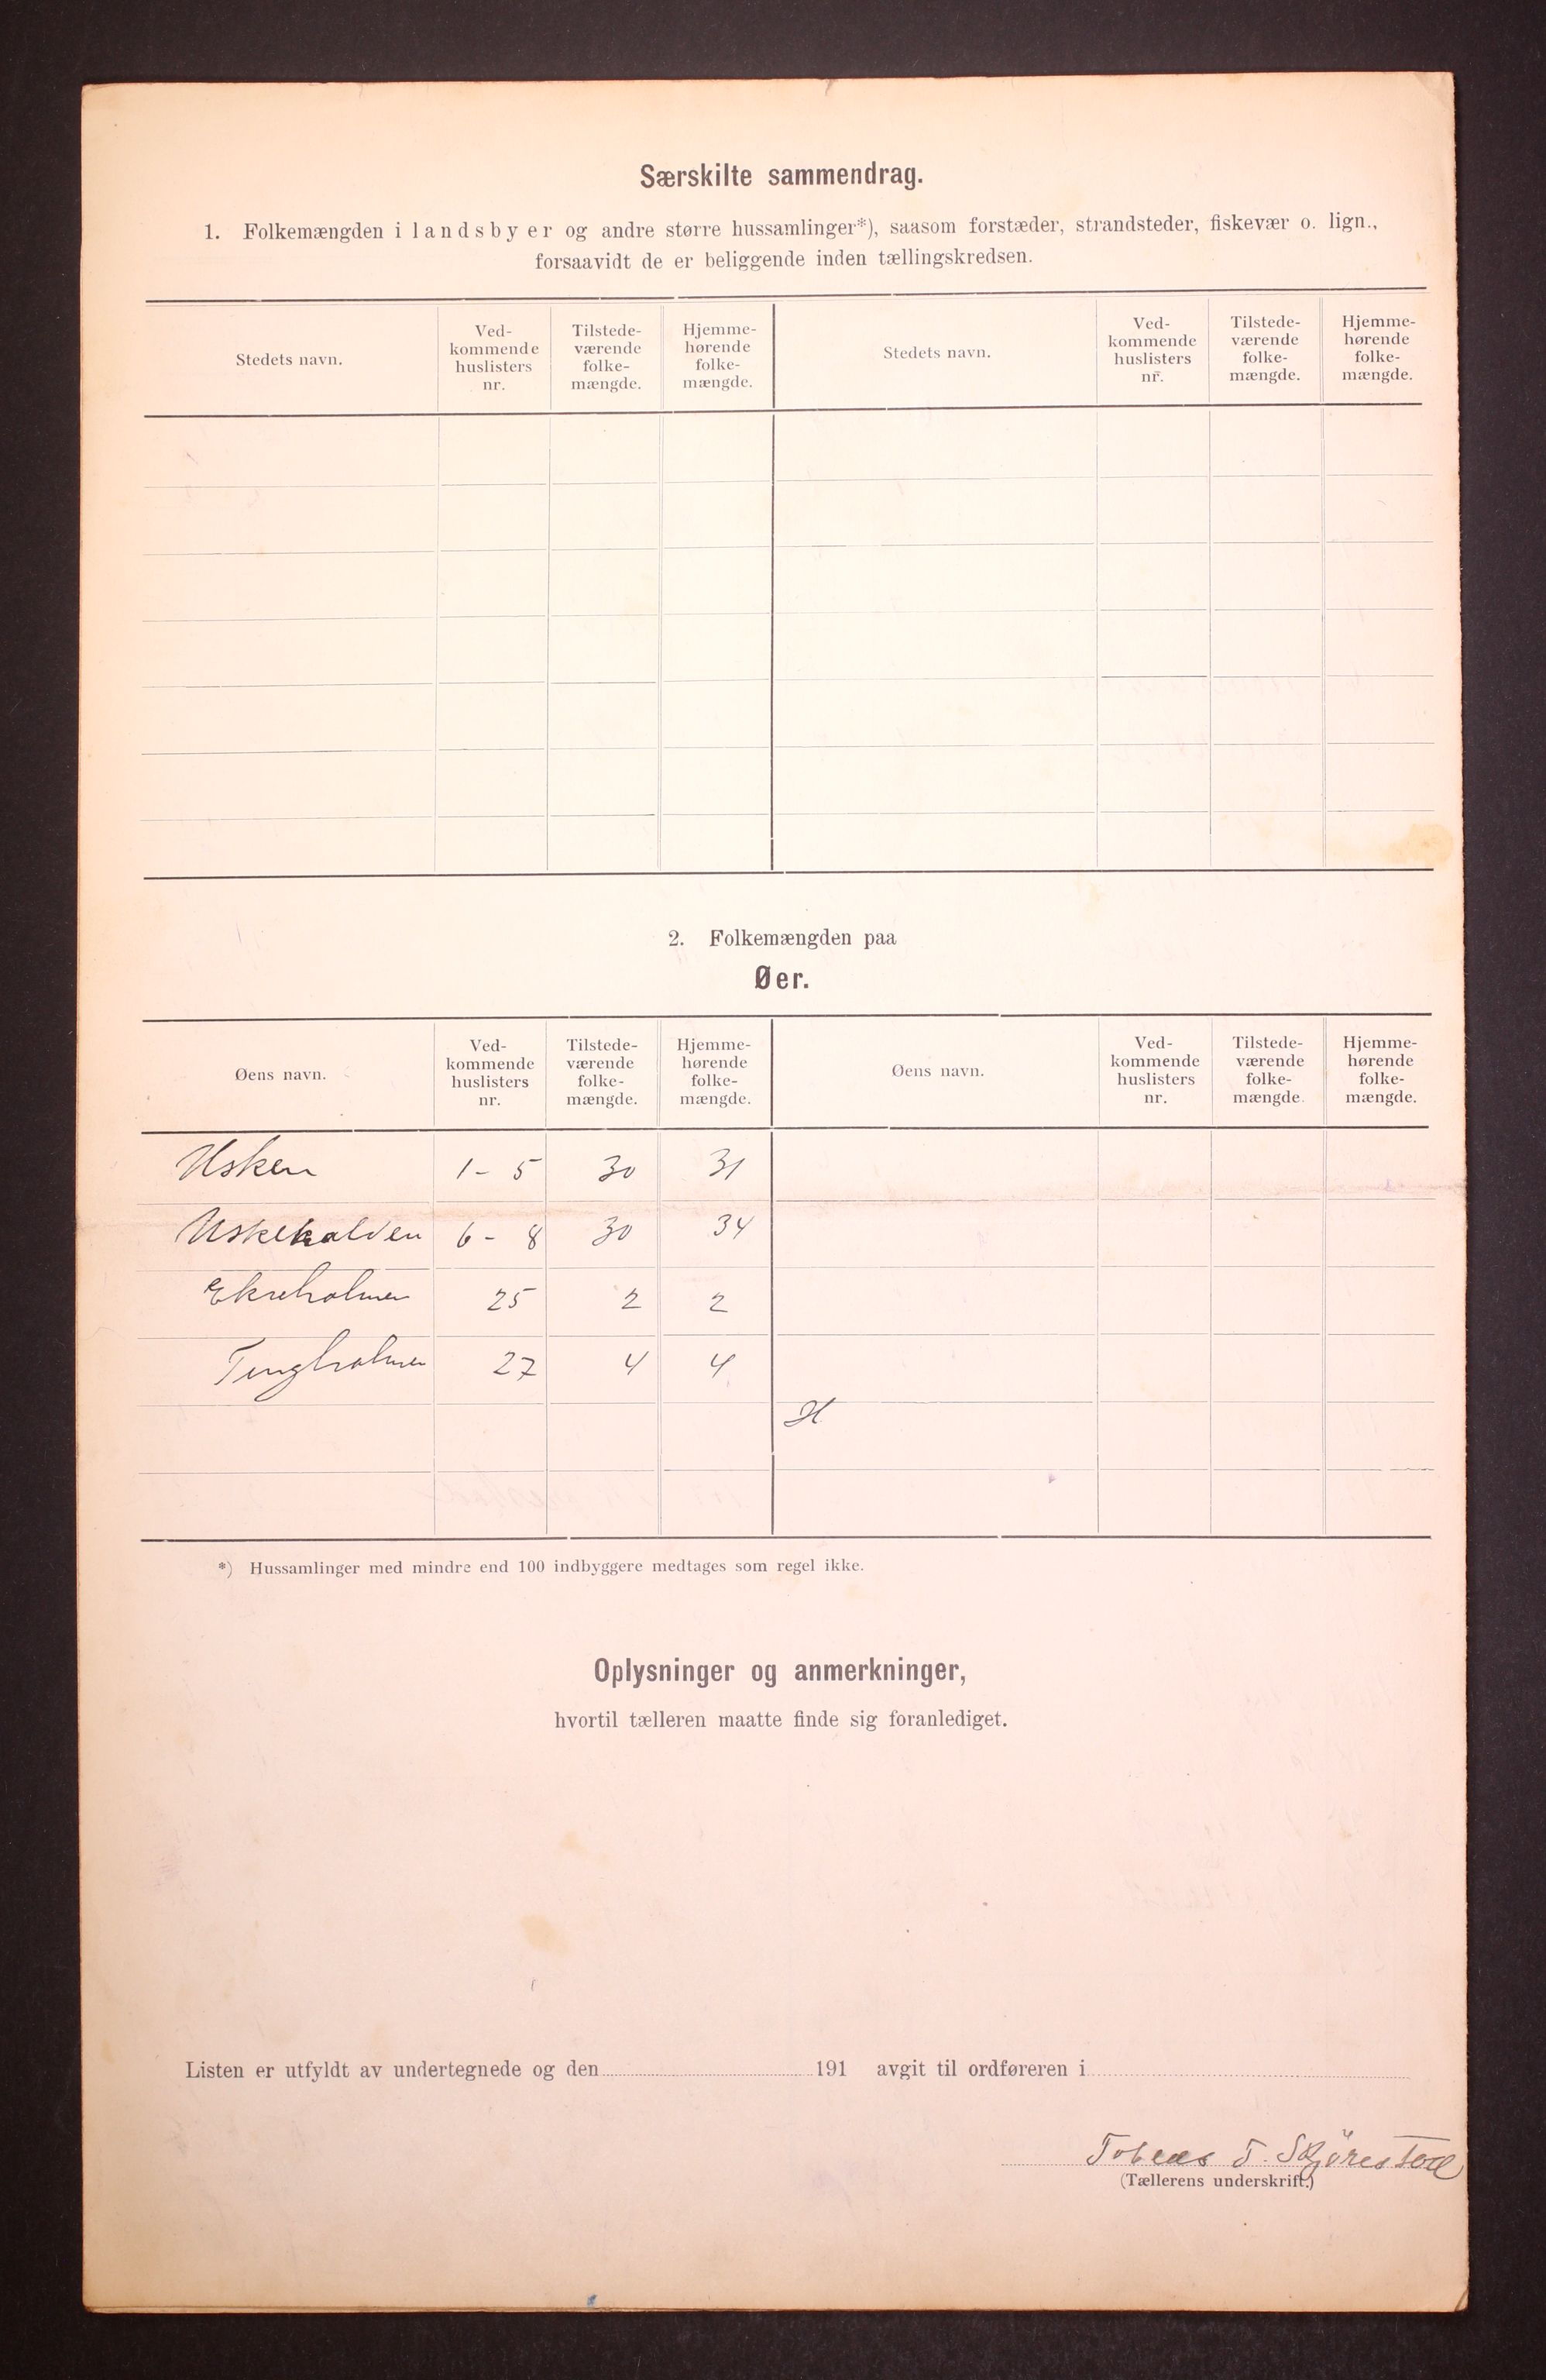 Særskilte sammendrag.
1. Folkemængden i landsbyer og andre større hussamlinger*), saasom forstæder, strandsteder, fiskevær o. lign.,
forsaavidt de er beliggende inden tællingskredsen.
Stedets navn. Ved-kommende huslisters nr. Tilstede-værende folke-mængde. Hjemme-hørende folke-mængde. Stedets navn. Ved-kommende huslisters nr. Tilstede-værende folke-mængde. Hjemme-hørende folke-mængde.
2. Folkemængden paa
Øer.
Øens navn. Ved-kommende huslisters nr. Tilstede-værende folke-mængde. Hjemme-hørende folke-mængde. Øens navn. Ved-kommende huslisters nr. Tilstede-værende folke-mængde. Hjemme-hørende folke-mængde.
Usken 1- 5 30 31
Uskekalven 6 - 8 30 34
Ekreholmen 25 2 2
Tingholmen 27 4 4
H
*) Hussamlinger med mindre end 100 indbyggere medtages som regel ikke.
Oplysninger og anmerkninger,
hvortil tælleren maatte finde sig foranlediget.
Listen er utfyldt av undertegnede og den 191 avgit til ordføreren i
Tobias T. Skjörestad
(Tællerens underskrift.)